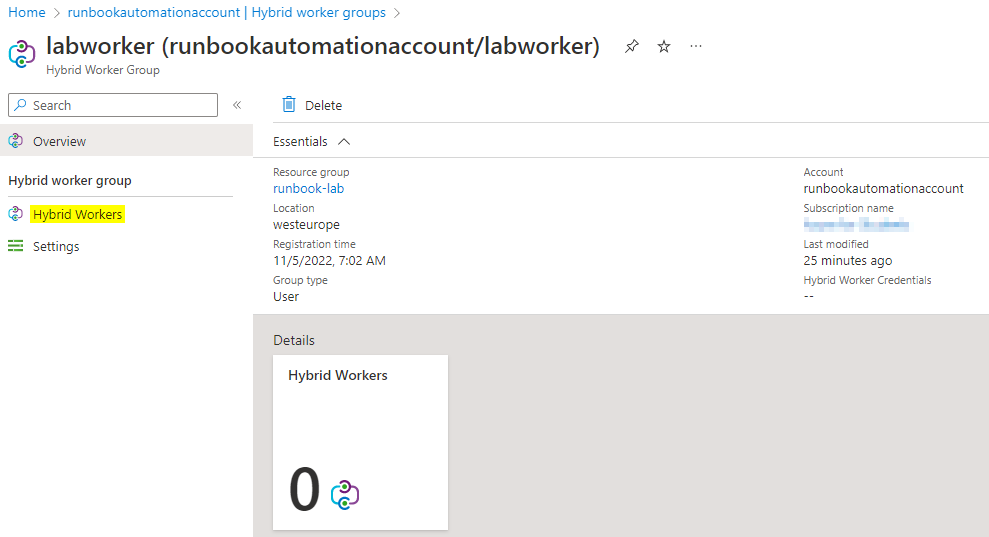 Home > runbookautomationaccount | Hybrid worker groups >
labworker (runbookautomationaccount/labworker)
Hybrid Worker Group
Search
Delete
Overview
Essentials
Hybrid worker group
Hybrid Workers
Settings
Resource group
runbook-lab
Location
westeurope
Registration time
11/5/2022, 7:02 AM
Group type
User
Account
runbookautomationaccount
Subscription name
Last modified
25 minutes ago
Hybrid Worker Credentials
--
Details
Hybrid Workers
0